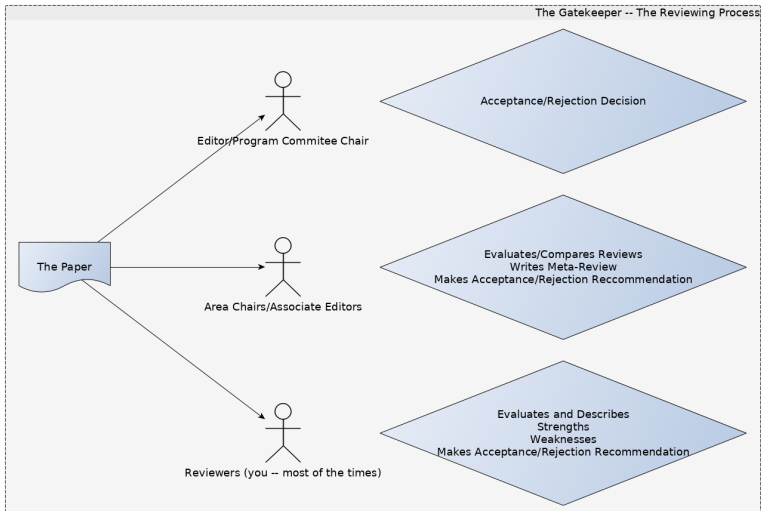 The Gatekeeper -- The Reviewing Process
Acceptance/Rejection Decision
Editor/Program Commitee Chair
The Paper
Evaluates/Compares Reviews
Writes Meta-Review
Makes Acceptance/Rejection Reccommendation
Area Chairs/Associate Editors
Evaluates and Describes
Strengths
Weaknesses
Makes Acceptance/Rejection Recommendation
Reviewers (you -- most of the times)